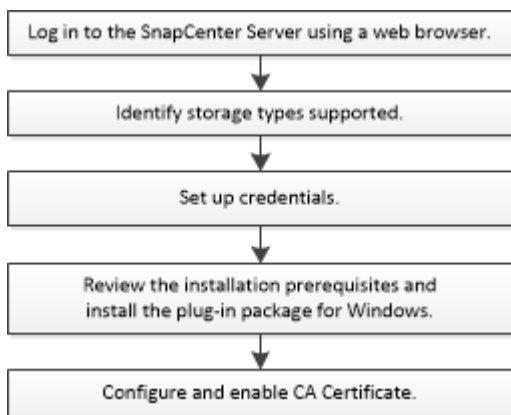 Log in to the SnapCenter Server using a web browser.
Identify storage types supported.
Set up credentials.
Review the installation prerequisites and
install the plug-in package for Windows.
Configure and enable CA Certificate.